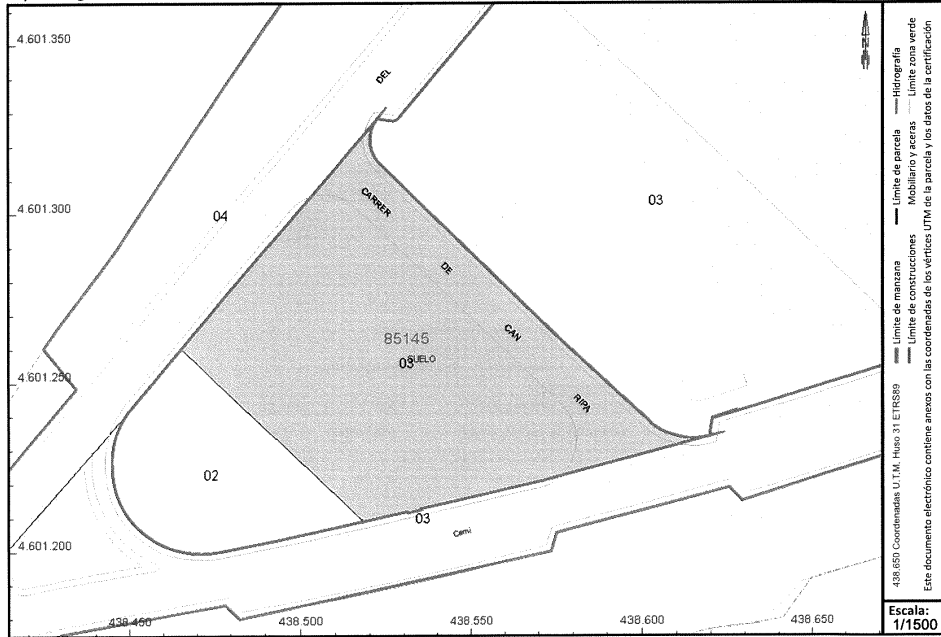 4.601.350
4.601.300
4.601.250
4.601.200
DEL
CARRER
DE
CAN
RIPA
04
03
85145
03
SUELO
02
03
Camí
438.450
438.500
438.550
438.600
438.650
438.650 Coordenadas U.T.M. Huso 31 ETRS89
Límite de manzana
Límite de parcela
Hidrografía
Límite de construcciones
Mobiliario y aceras
Límite zona verde
Este documento electrónico contiene anexos con las coordenadas de los vértices UTM de la parcela y los datos de la certificación
Escala:
1/1500